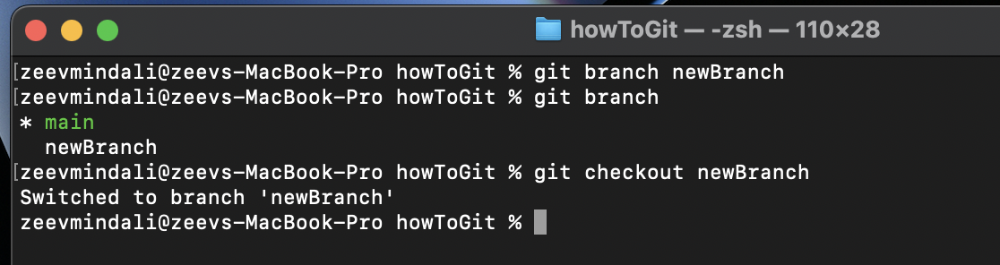 howToGit — -zsh — 110×28
[zeevmindali@zeevs-MacBook-Pro howToGit % git branch newBranch
[zeevmindali@zeevs-MacBook-Pro howToGit % git branch
* main
newBranch
[zeevmindali@zeevs-MacBook-Pro howToGit % git checkout newBranch
Switched to branch 'newBranch'
zeevmindali@zeevs-MacBook-Pro howToGit %